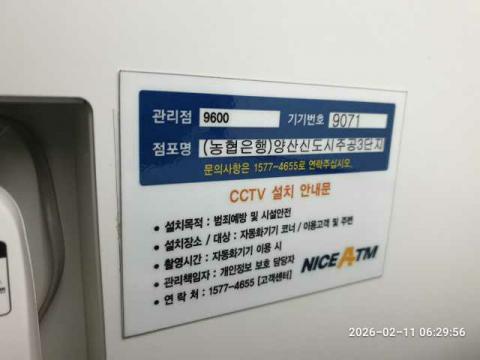 관리점 9600 기기번호 9071
점포명 (농협은행)양산신도시주공3단지
문의사항은 1577-4655로 연락주십시오.
CCTV 설치 안내문
• 설치목적 : 범죄예방 및 시설안전
• 설치장소 / 대상 : 자동화기기 코너 / 이용고객 및 주변
• 촬영시간 : 자동화기기 이용 시
• 관리책임자 : 개인정보 보호 담당자
• 연 락 처 : 1577-4655 [고객센터]
NICE ATM
2026-02-11 06:29:56